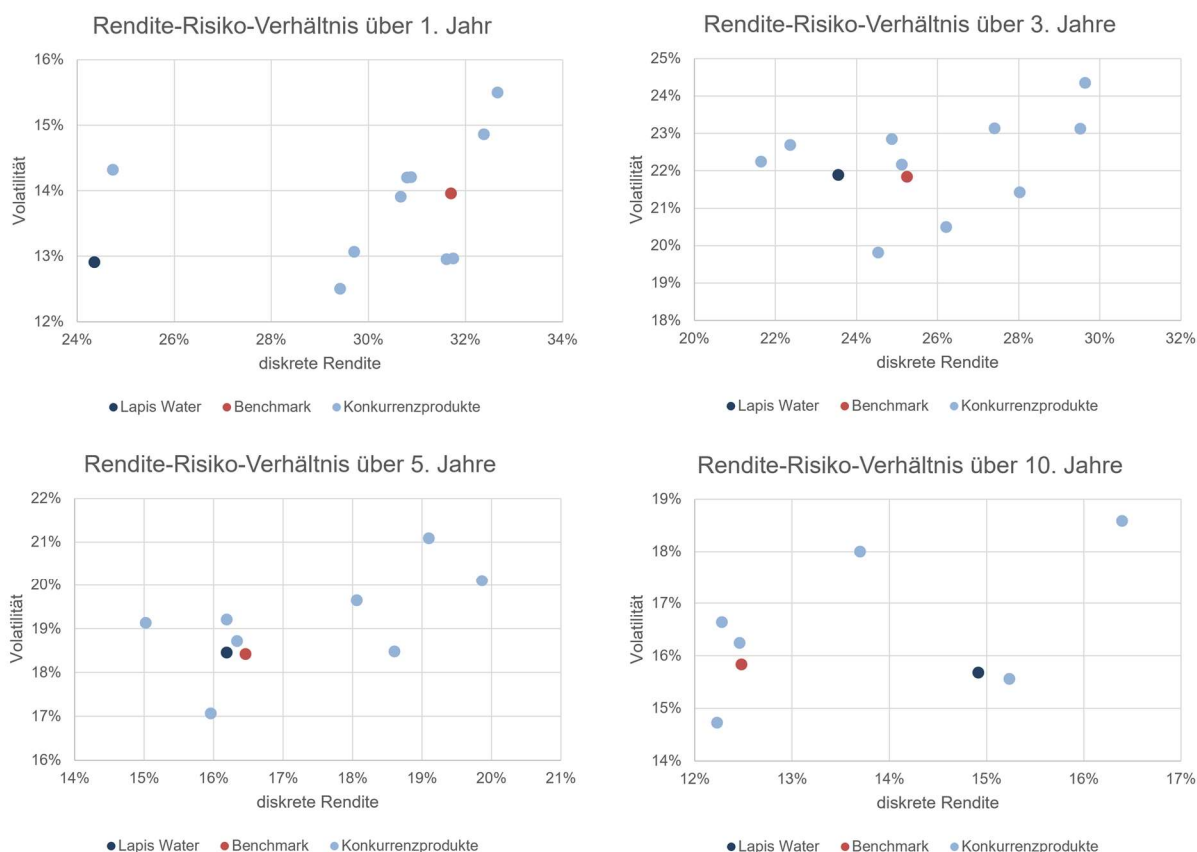 Rendite-Risiko-Verhältnis über 1. Jahr
16%
15%
14%
13%
12%
Volatilität
24%
26%
28%
30%
32%
34%
diskrete Rendite
Lapis Water
Benchmark
Konkurrenzprodukte
Rendite-Risiko-Verhältnis über 3. Jahre
25%
24%
23%
22%
21%
20%
19%
18%
Volatilität
20%
22%
24%
26%
28%
30%
32%
diskrete Rendite
Lapis Water
Benchmark
Konkurrenzprodukte
Rendite-Risiko-Verhältnis über 5. Jahre
22%
21%
20%
19%
18%
17%
16%
Volatilität
14%
15%
16%
17%
18%
19%
20%
21%
diskrete Rendite
Lapis Water
Benchmark
Konkurrenzprodukte
Rendite-Risiko-Verhältnis über 10. Jahre
19%
18%
17%
16%
15%
14%
Volatilität
12%
13%
14%
15%
16%
17%
diskrete Rendite
Lapis Water
Benchmark
Konkurrenzprodukte